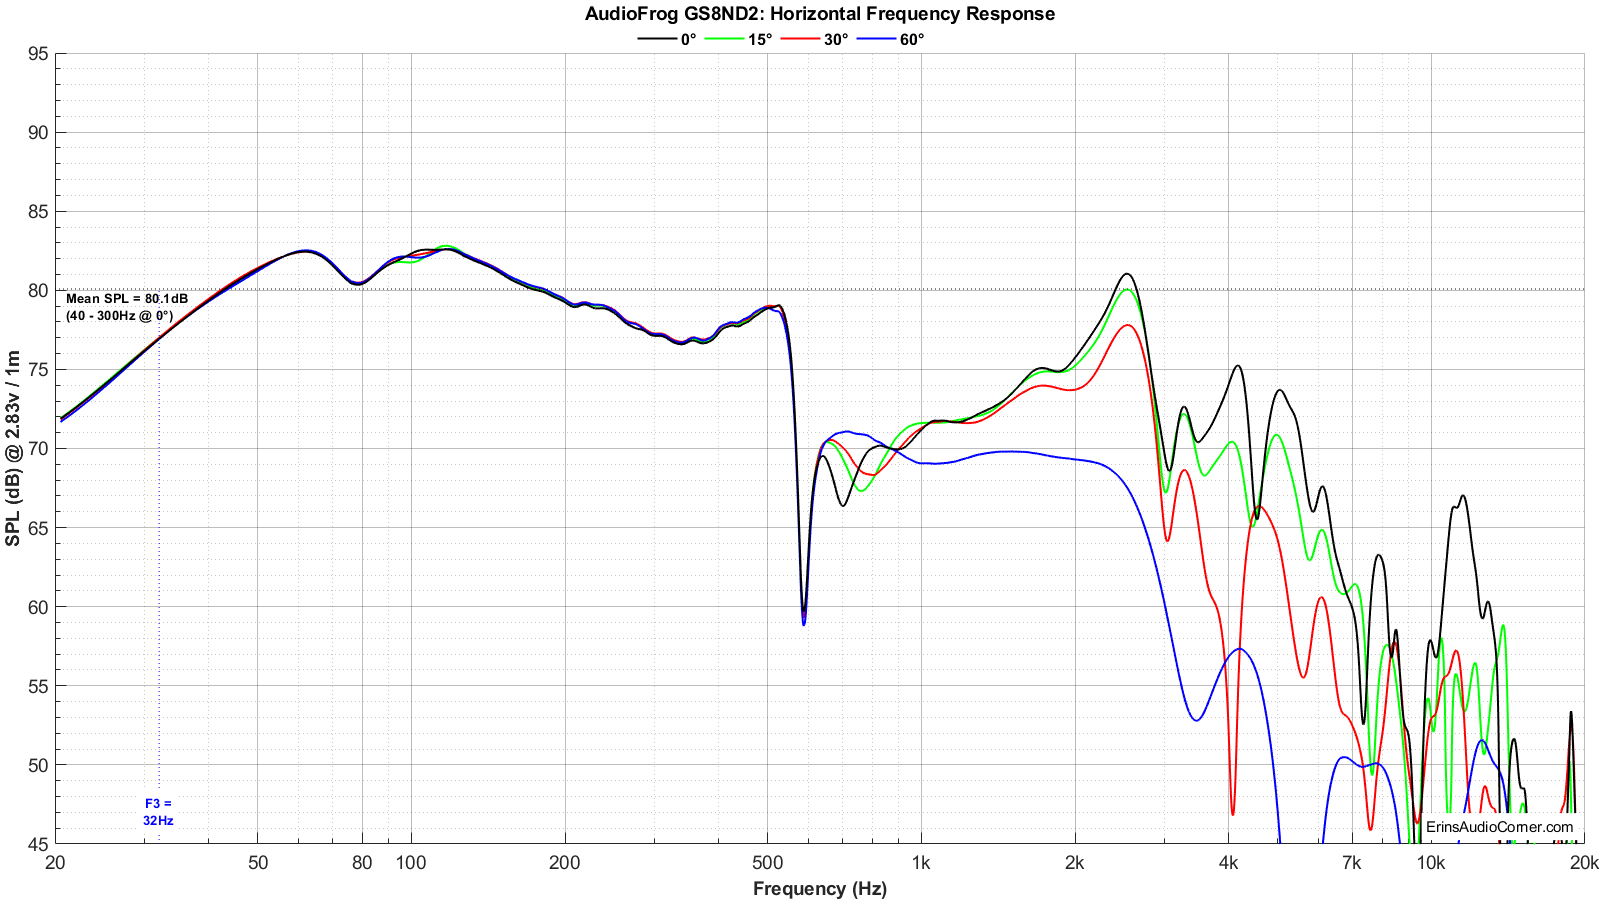 AudioFrog GS8ND2: Horizontal Frequency Response
0° 15° 30° 60°
95
90
85
80
75
70
65
60
55
50
45
SPL (dB) @ 2.83v / 1m
Mean SPL = 80.1dB
(40 - 300Hz @ 0°)
F3 =
32Hz
ErinsAudioCorner.com
20 50 80 100 200 500 1k 2k 4k 7k 10k 20k
Frequency (Hz)